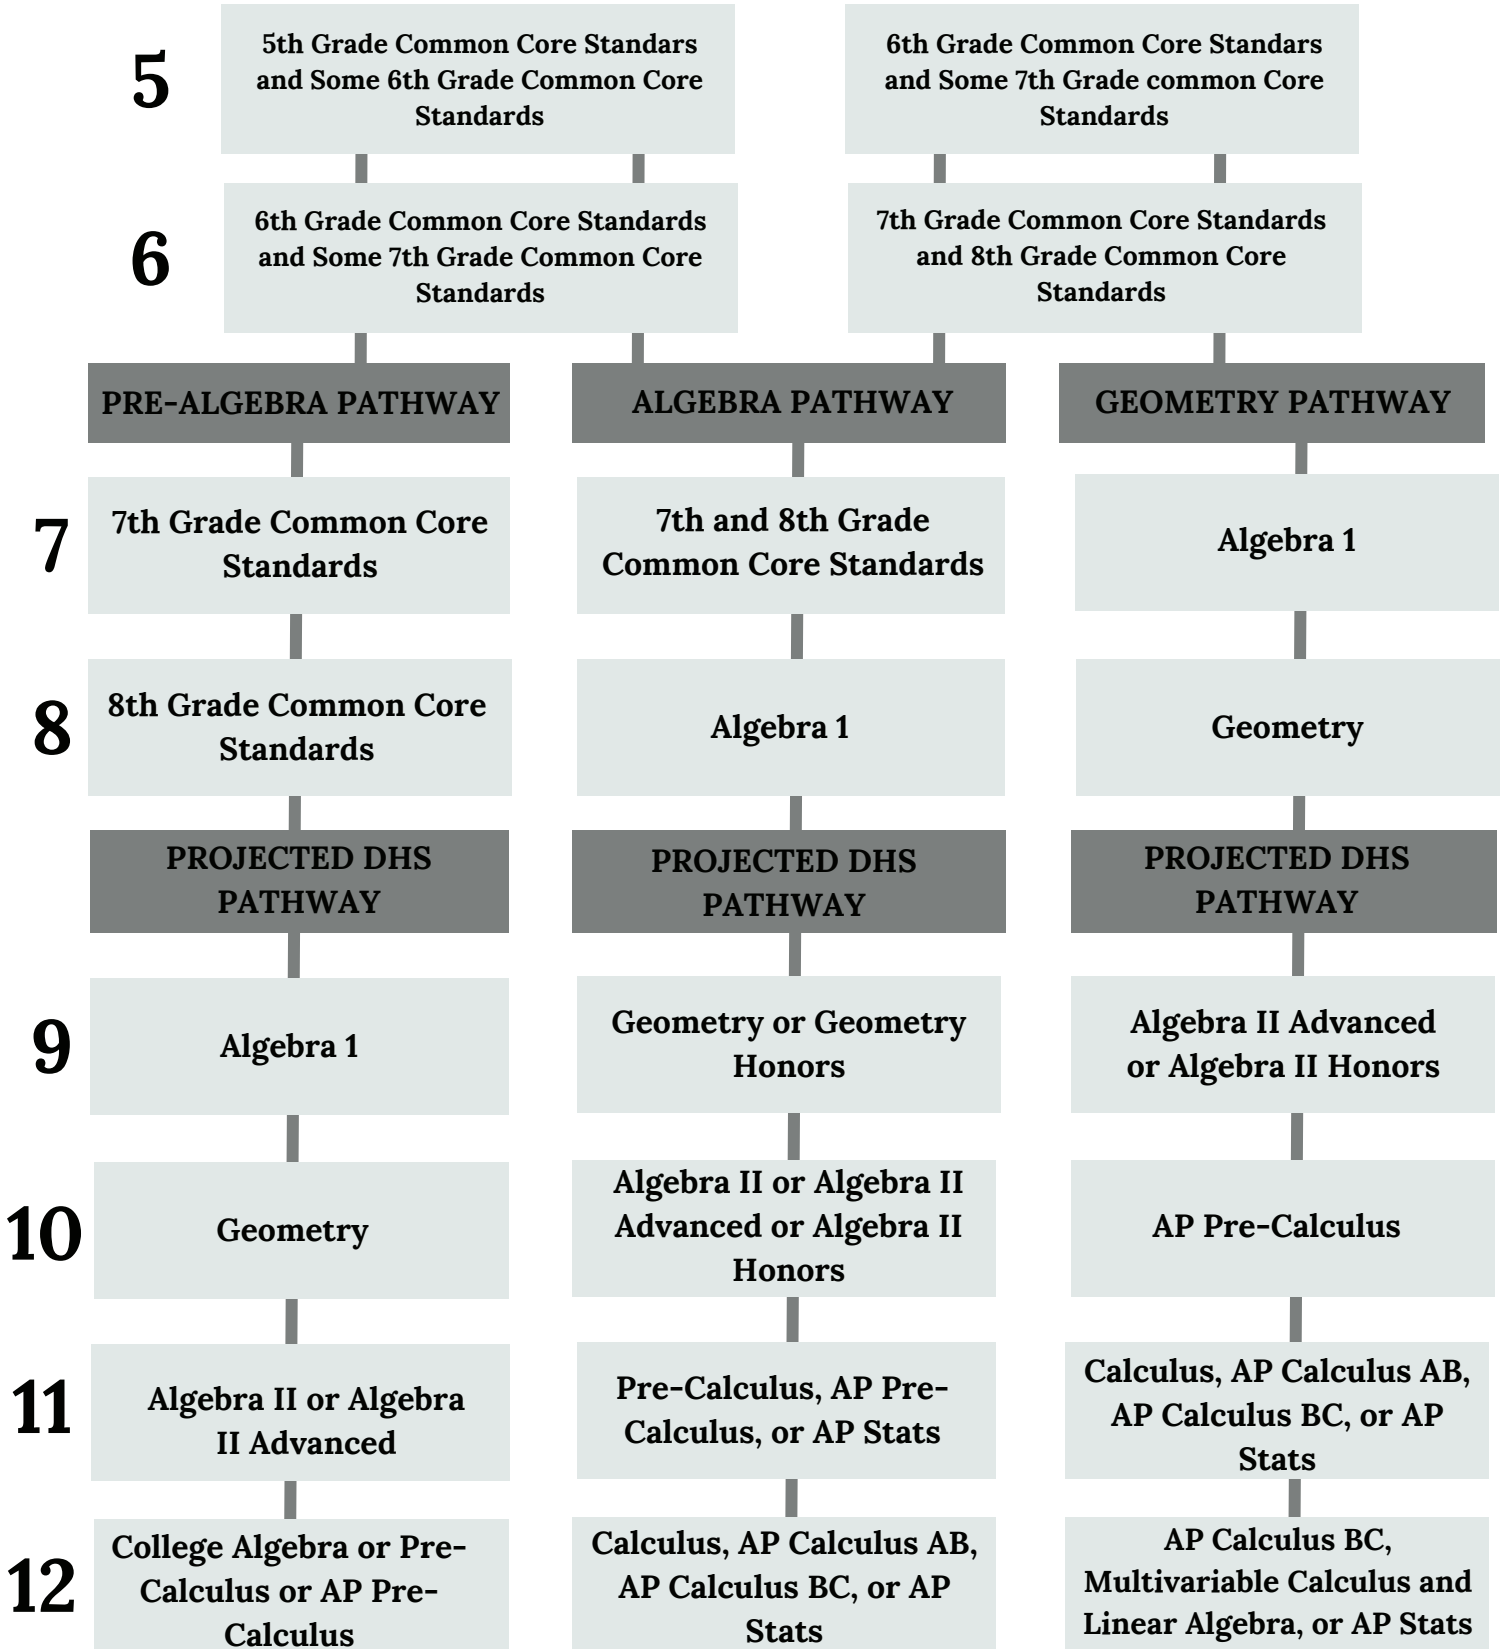 5
5th Grade Common Core Standars
and Some 6th Grade Common Core
Standards
6th Grade Common Core Standars
and Some 7th Grade common Core
Standards
6
6th Grade Common Core Standards
and Some 7th Grade Common Core
Standards
7th Grade Common Core Standards
and 8th Grade Common Core
Standards
PRE-ALGEBRA PATHWAY
ALGEBRA PATHWAY
GEOMETRY PATHWAY
7
7th Grade Common Core
Standards
7th and 8th Grade
Common Core Standards
Algebra 1
8
8th Grade Common Core
Standards
Algebra 1
Geometry
PROJECTED DHS
PATHWAY
PROJECTED DHS
PATHWAY
PROJECTED DHS
PATHWAY
9
Algebra 1
Geometry or Geometry
Honors
Algebra II Advanced
or Algebra II Honors
10
Geometry
Algebra II or Algebra II
Advanced or Algebra II
Honors
AP Pre-Calculus
11
Algebra II or Algebra
II Advanced
Pre-Calculus, AP Pre-
Calculus, or AP Stats
Calculus, AP Calculus AB,
AP Calculus BC, or AP
Stats
12
College Algebra or Pre-
Calculus or AP Pre-
Calculus
Calculus, AP Calculus AB,
AP Calculus BC, or AP
Stats
AP Calculus BC,
Multivariable Calculus and
Linear Algebra, or AP Stats